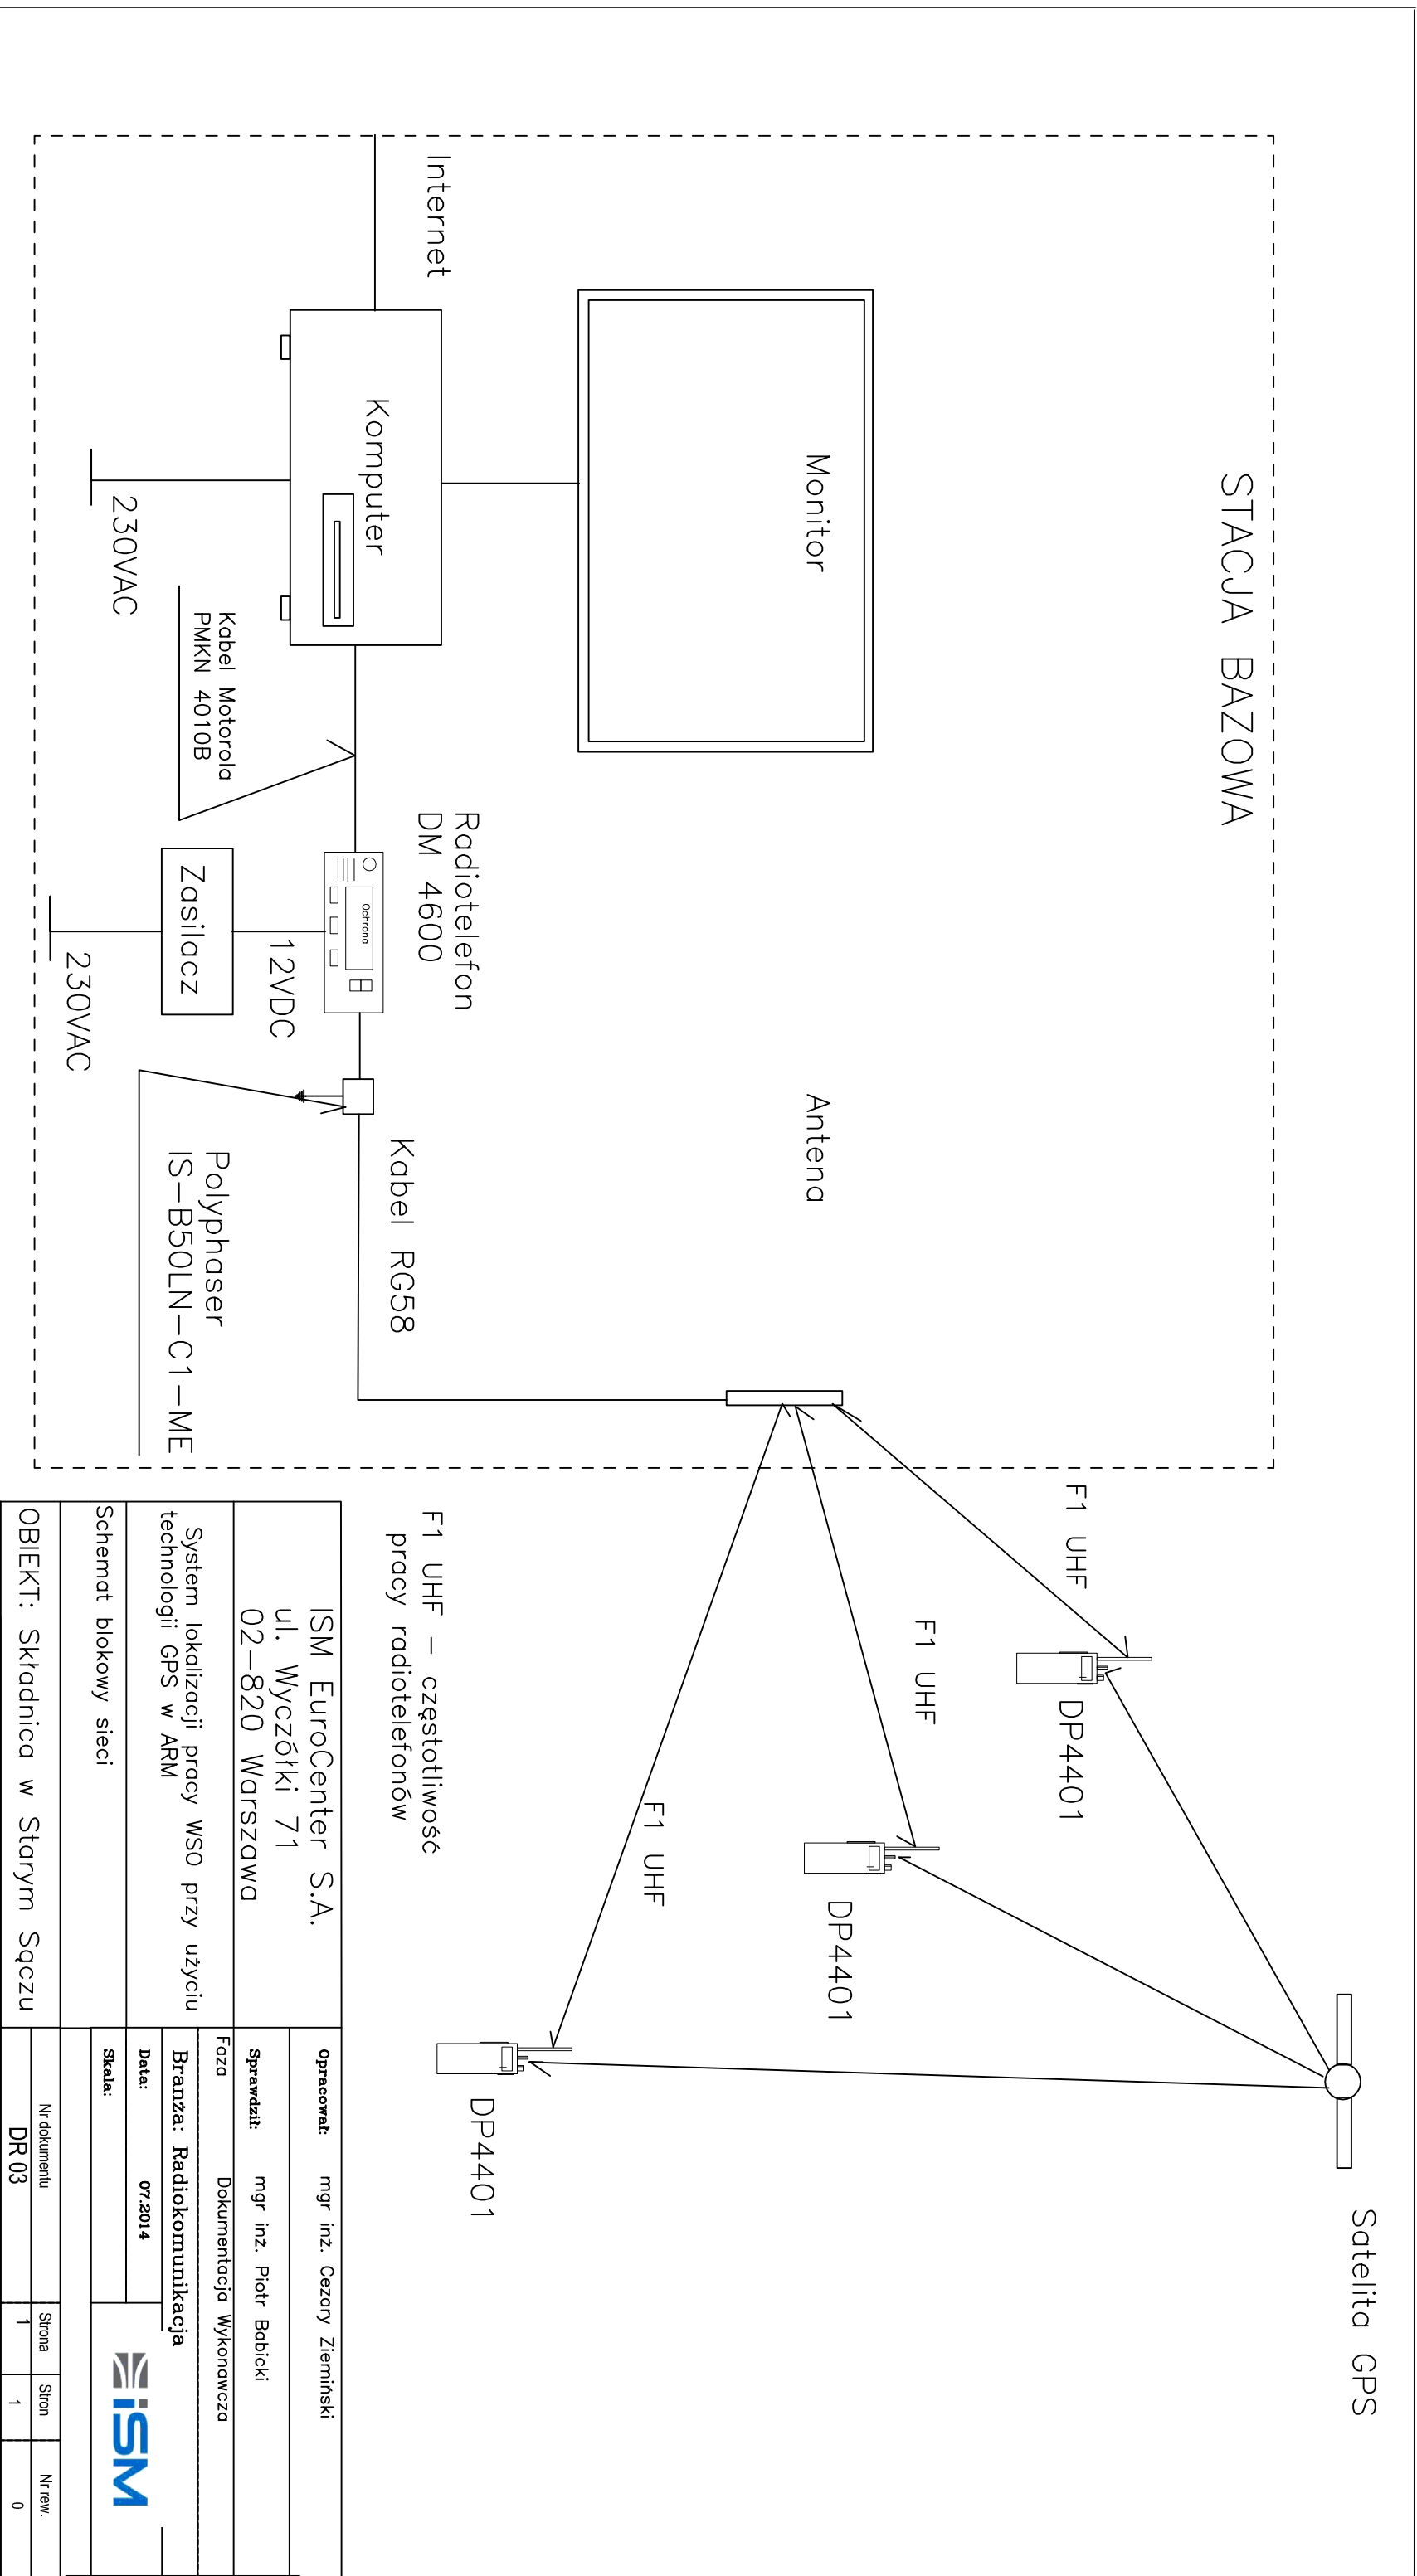 STACJA BAZOWA
Satelita GPS
Monitor
Antena
F1 UHF
DP4401
F1 UHF
DP4401
F1 UHF
DP4401
Internet
Komputer
230VAC
Kabel Motorola
PMKN 4010B
Radiotelefon
DM 4600
Ochrona
12VDC
Zasilacz
230VAC
Kabel RG58
Polyphaser
IS-B50LN-C1-ME
F1 UHF – częstotliwość
pracy radiotelefonów
ISM EuroCenter S.A.
ul. Wyczółki 71
02-820 Warszawa
System lokalizacji pracy WSO przy użyciu
technologii GPS w ARM
Schemat blokowy sieci
OBIEKT: Składnica w Starym Sączu
Opracował: mgr inż. Cezary Ziemiński
Sprawdził: mgr inż. Piotr Babicki
Faza Dokumentacja Wykonawcza
Branża: Radiokomunikacja
Data: 07.2014
Skala:
iSM
Nr dokumentu Strona Stron Nr rew.
DR 03 1 1 0